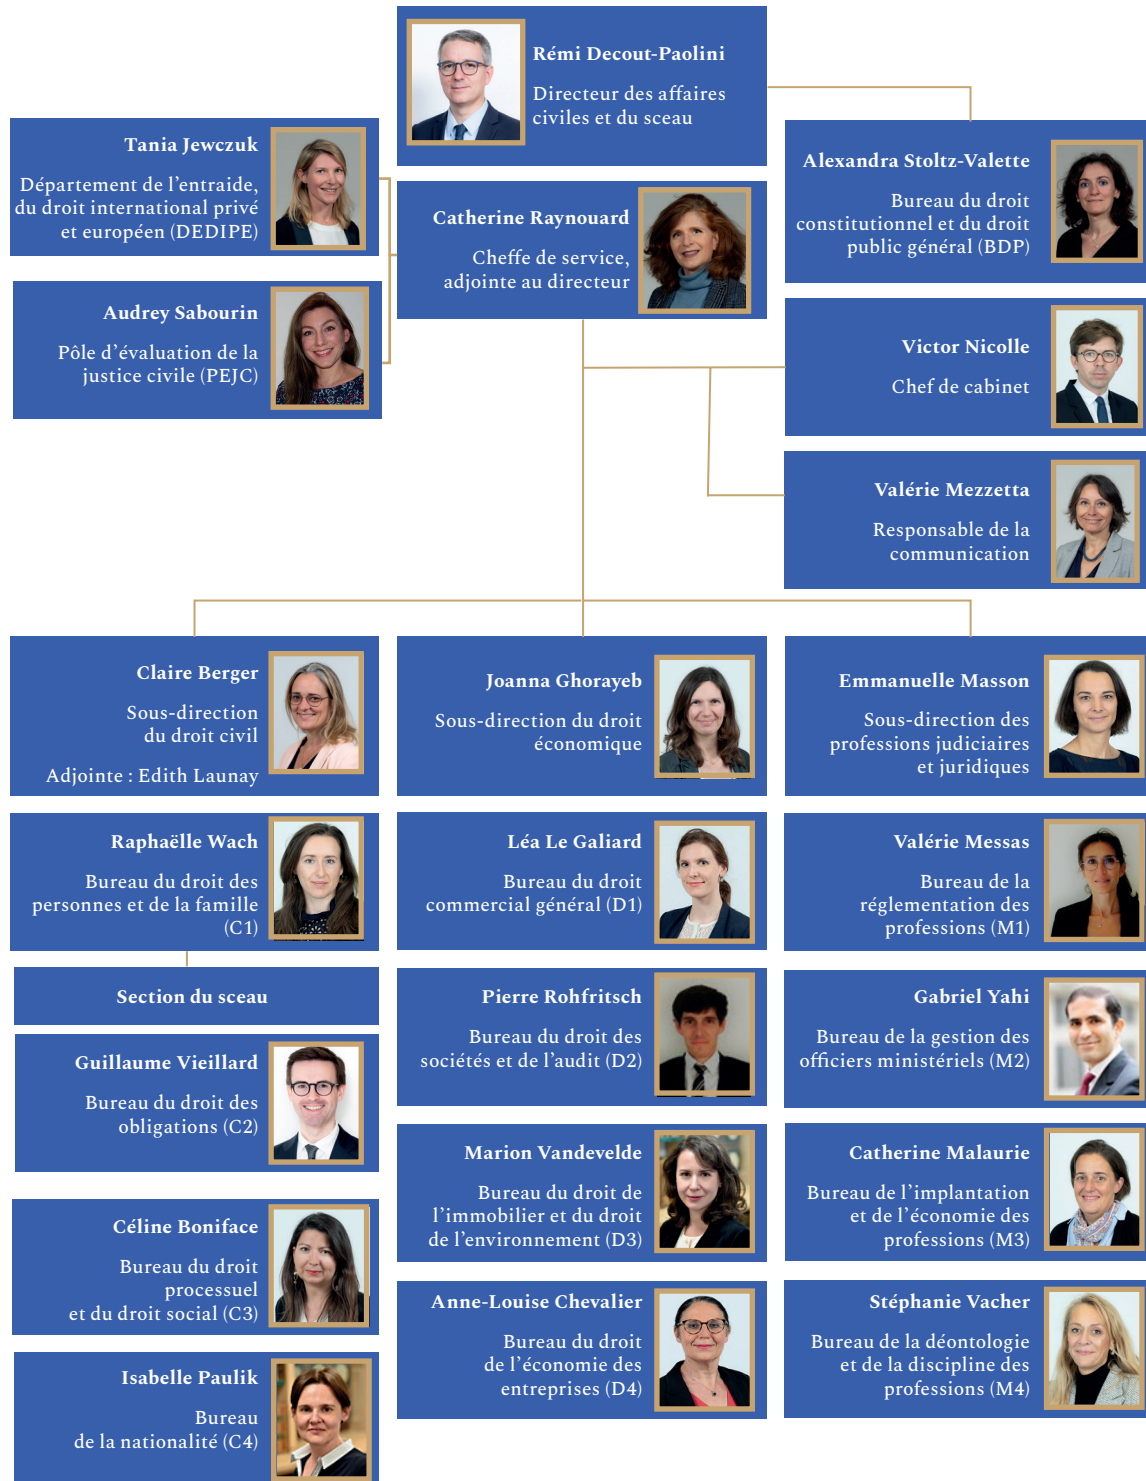 Rémi Decout-Paolini
Directeur des affaires
civiles et du sceau
Tania Jewczuk
Département de l’entraide,
du droit international privé
et européen (DEDIPE)
Catherine Raynouard
Cheffe de service,
adjointe au directeur
Alexandra Stoltz-Valette
Bureau du droit
constitutionnel et du droit
public général (BDP)
Audrey Sabourin
Pôle d’évaluation de la
justice civile (PEJC)
Victor Nicolle
Chef de cabinet
Valérie Mezzetta
Responsable de la
communication
Claire Berger
Sous-direction
du droit civil
Adjointe : Edith Launay
Raphaëlle Wach
Bureau du droit des
personnes et de la famille
(C1)
Section du sceau
Guillaume Vieillard
Bureau du droit des
obligations (C2)
Céline Boniface
Bureau du droit
processuel
et du droit social (C3)
Isabelle Paulik
Bureau
de la nationalité (C4)
Joanna Ghorayeb
Sous-direction du droit
économique
Léa Le Galiard
Bureau du droit
commercial général (D1)
Pierre Rohfritsch
Bureau du droit des
sociétés et de l’audit (D2)
Marion Vandevelde
Bureau du droit de
l’immobilier et du droit
de l’environnement (D3)
Anne-Louise Chevalier
Bureau du droit
de l’économie des
entreprises (D4)
Emmanuelle Masson
Sous-direction des
professions judiciaires
et juridiques
Valérie Messas
Bureau de la
réglementation des
professions (M1)
Gabriel Yahi
Bureau de la gestion des
officiers ministériels (M2)
Catherine Malaurie
Bureau de l’implantation
et de l’économie des
professions (M3)
Stéphanie Vacher
Bureau de la déontologie
et de la discipline des
professions (M4)